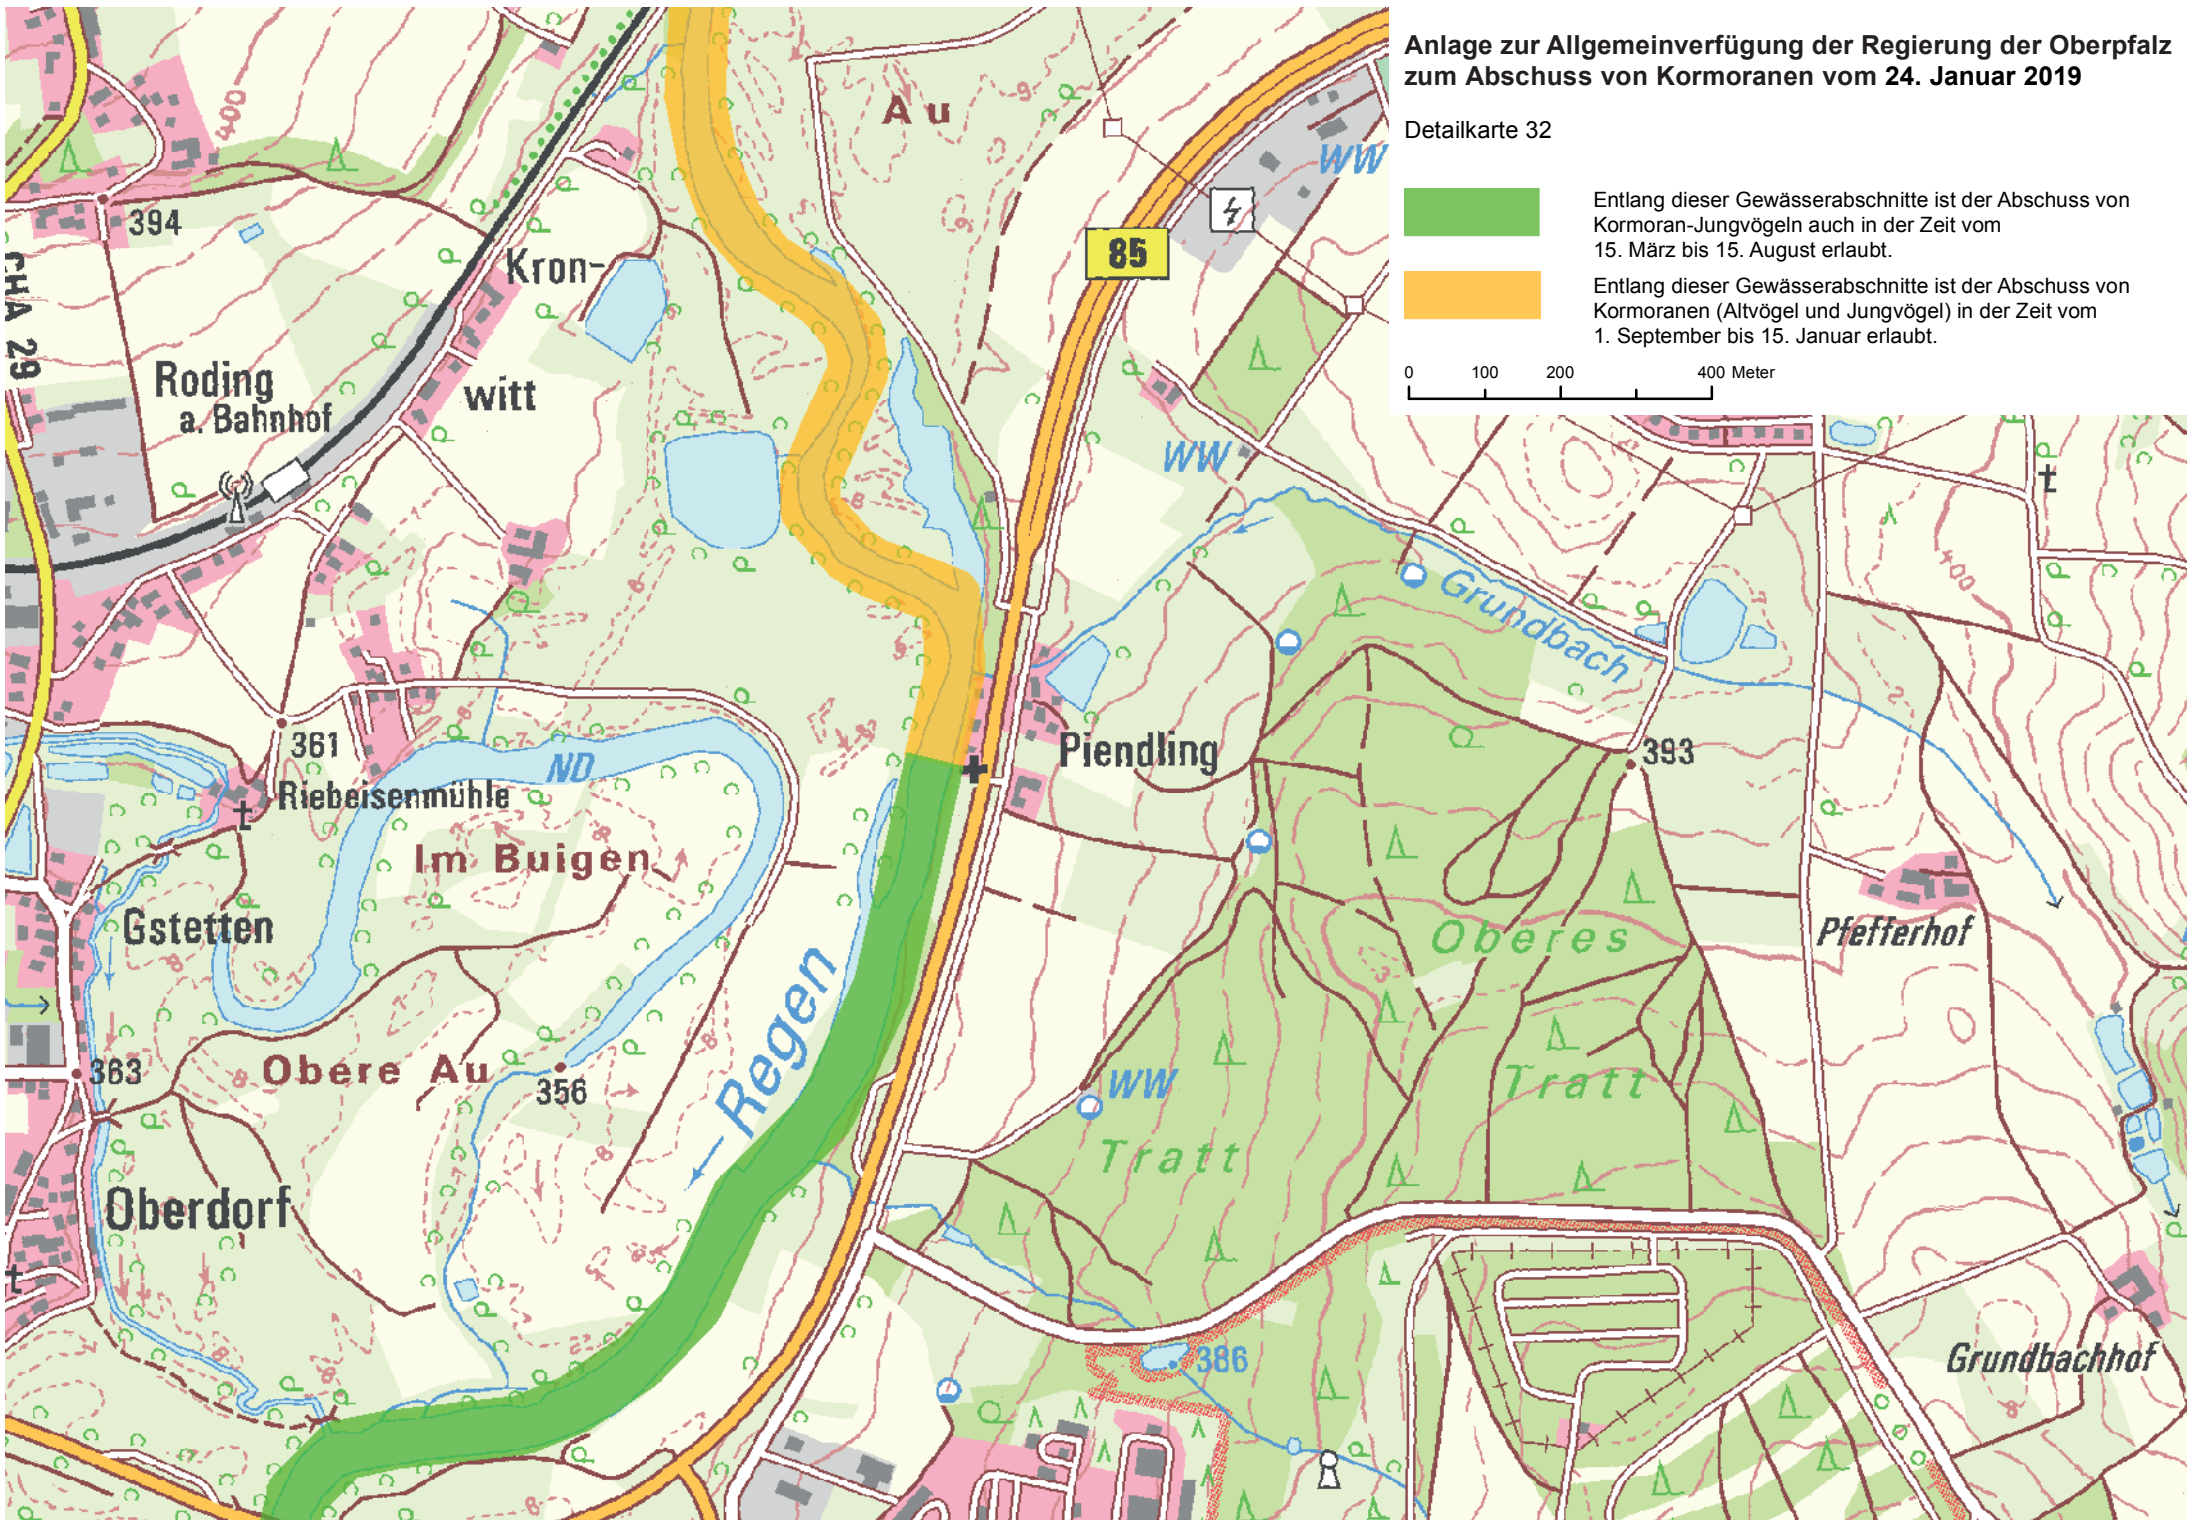 Anlage zur Allgemeinverfügung der Regierung der Oberpfalz
zum Abschuss von Kormoranen vom 24. Januar 2019
Detailkarte 32
Entlang dieser Gewässerabschnitte ist der Abschuss von
Kormoran-Jungvögeln auch in der Zeit vom
15. März bis 15. August erlaubt.
Entlang dieser Gewässerabschnitte ist der Abschuss von
Kormoranen (Altvögel und Jungvögel) in der Zeit vom
1. September bis 15. Januar erlaubt.
0 100 200 400 Meter
400
Au
WW
394
85
Kron-
witt
CHA 29
Roding
a. Bahnhof
WW
400
Grundbach
361
ND
Piendling
393
Riebeisenmühle
Im Buigen
Gstetten
Oberes
Pfefferhof
Regen
363
Obere Au
356
WW
Tratt
Tratt
Oberdorf
386
Grundbachhof